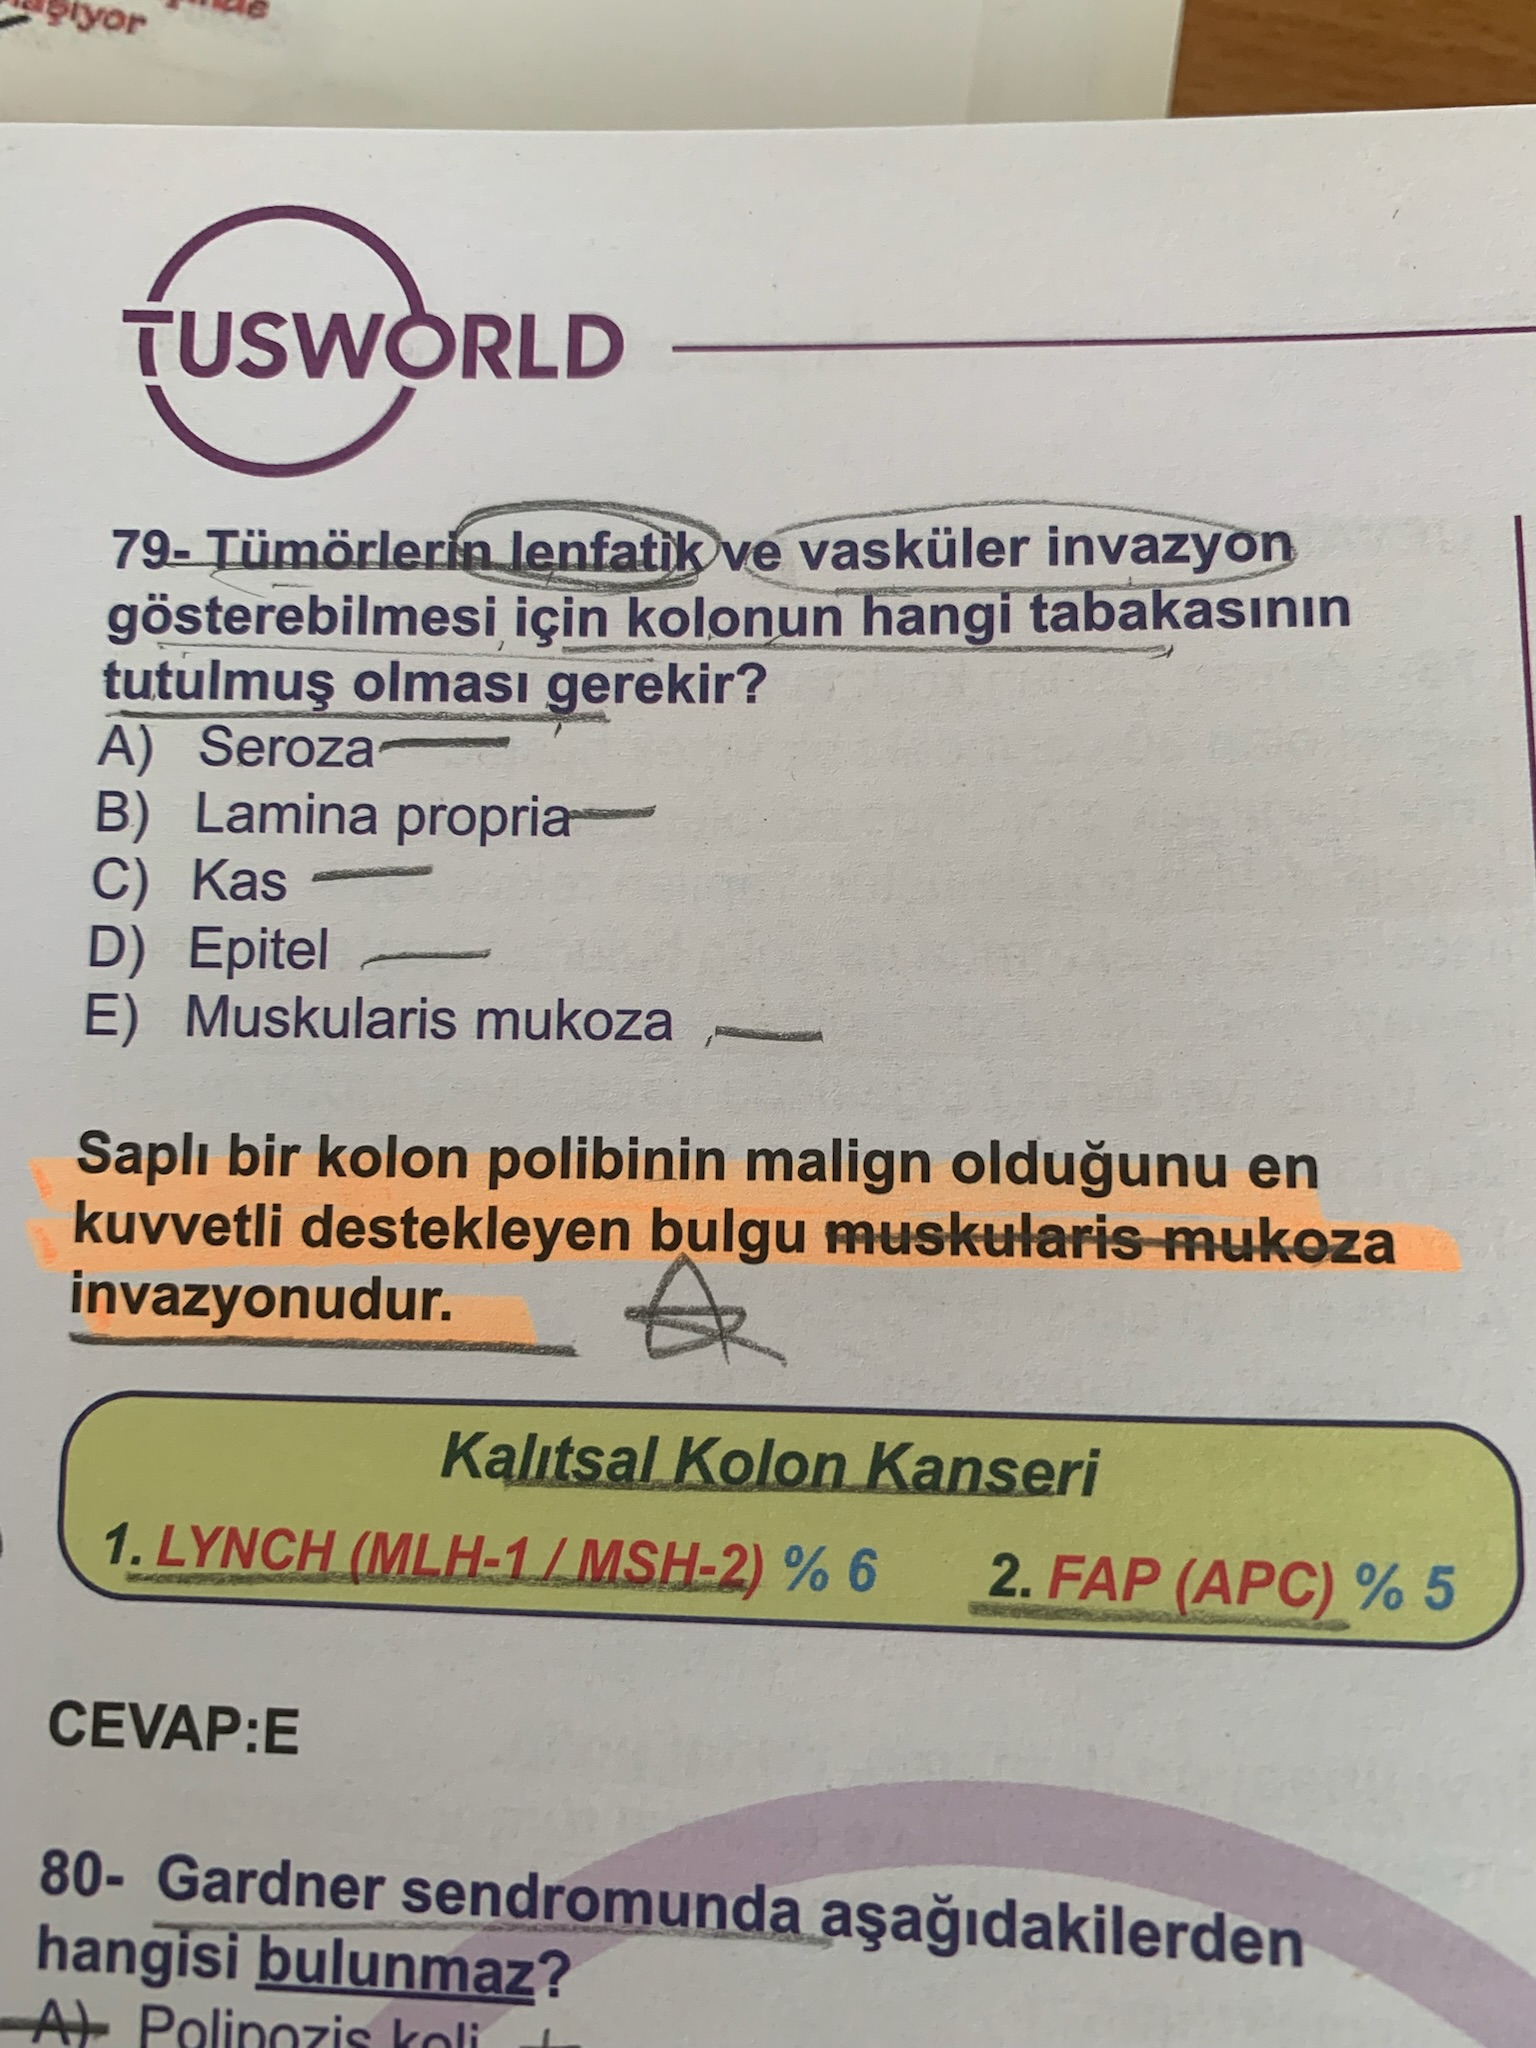 TUSWORLD
79- Tümörlerin lenfatik ve vasküler invazyon
gösterebilmesi için kolonun hangi tabakasının
tutulmuş olması gerekir?
A) Seroza
B) Lamina propria
C) Kas
D) Epitel
E) Muskularis mukoza
Saplı bir kolon polibinin malign olduğunu en
kuvvetli destekleyen bulgu muskularis mukoza
invazyonudur.
Kalıtsal Kolon Kanseri
1. LYNCH (MLH-1 / MSH-2) % 6 2. FAP (APC) % 5
CEVAP:E
80- Gardner sendromunda aşağıdakilerden
hangisi bulunmaz?
A) Polipozis koli